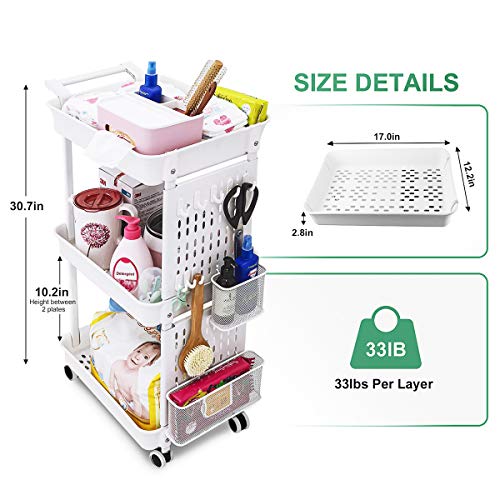 SIZE DETAILS
17.0in
12.2in
2.8in
30.7in
10.2in
Height between
2 plates
33IB
33lbs Per Layer